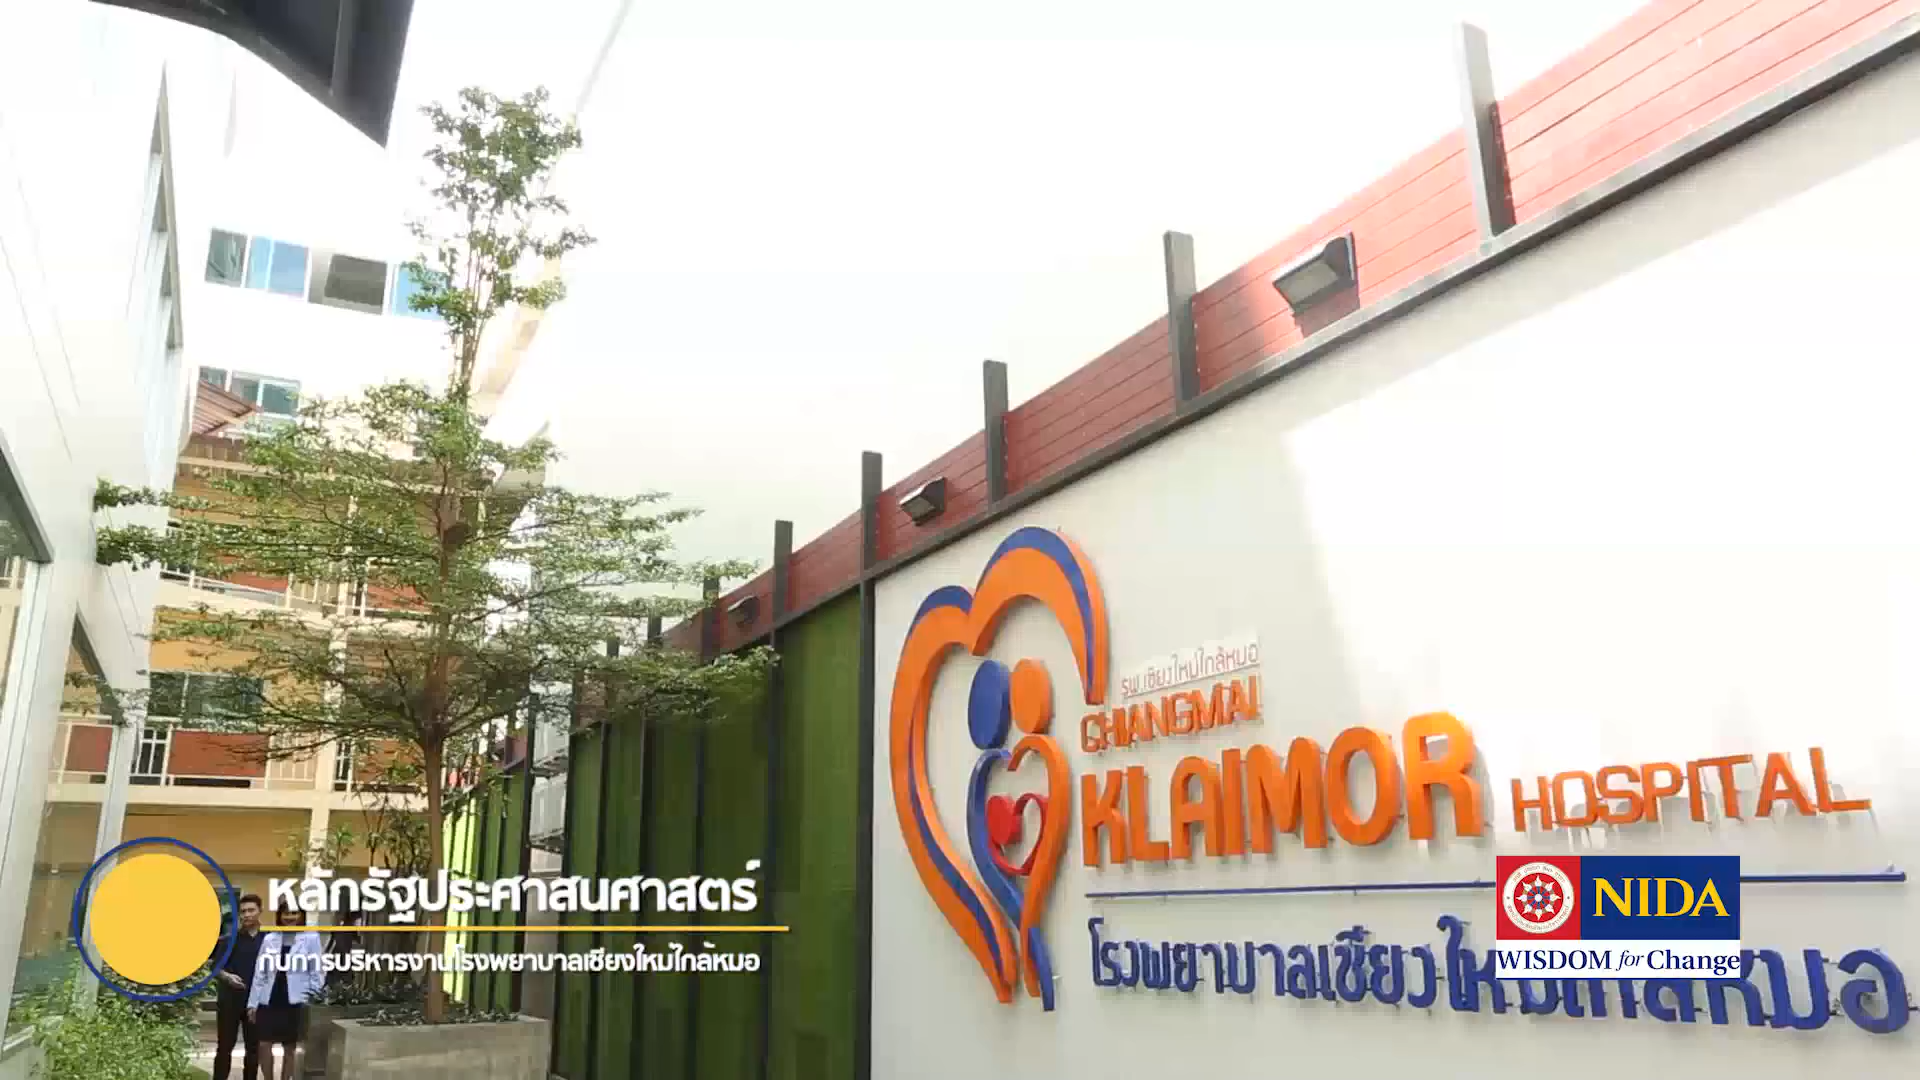 รพ.เชียงใหม่ใกล้หมอ
CHIANGMAI
KLAIMOR HOSPITAL
โรงพยาบาลเชียงใหม่ใกล้หมอ
หลักรัฐประศาสนศาสตร์
กับการบริหารงานโรงพยาบาลเชียงใหม่ใกล้หมอ
NIDA
WISDOM for Change